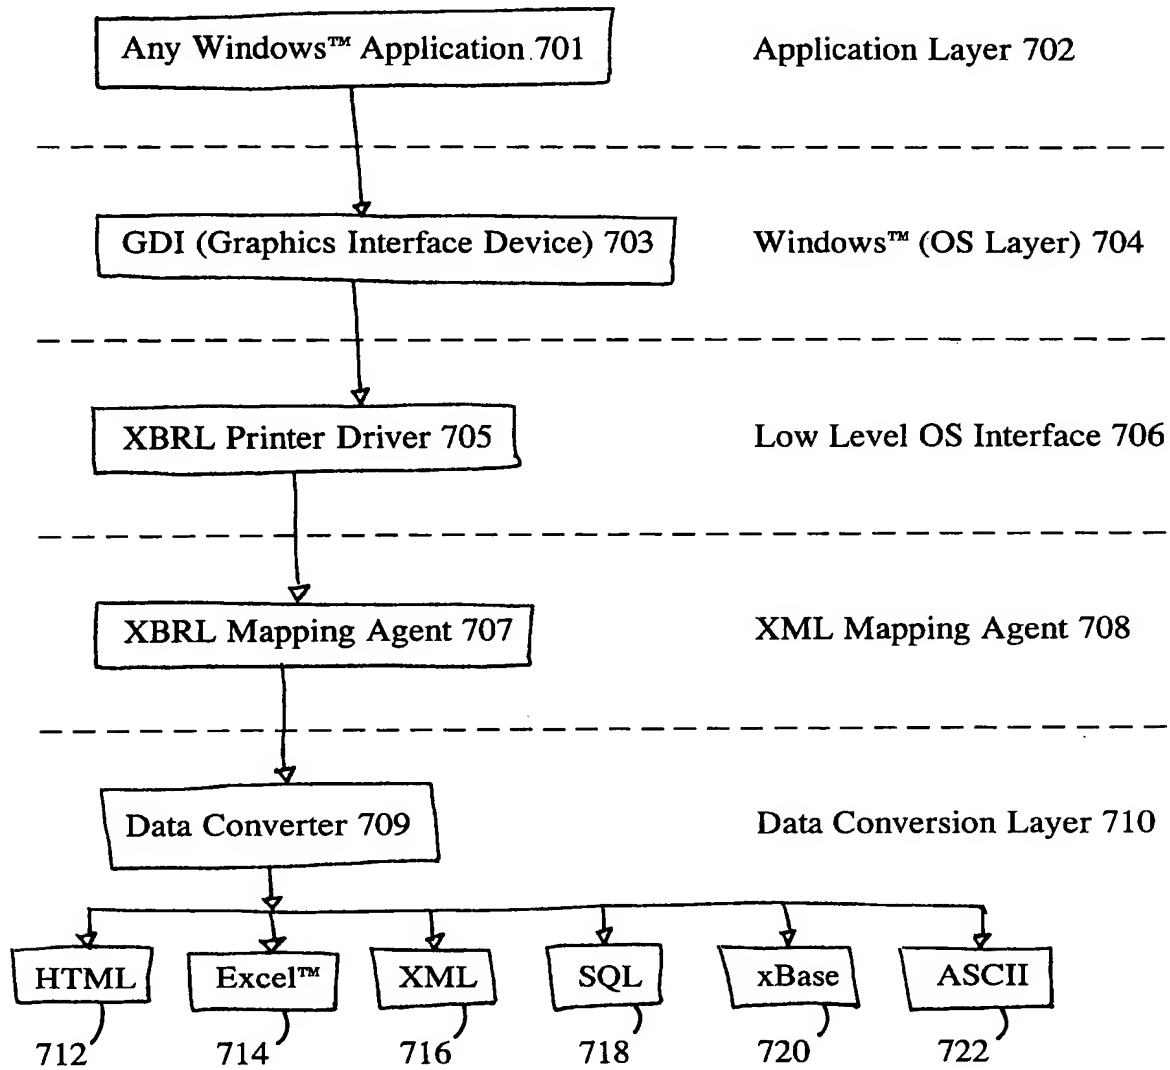 Any Windows™ Application 701
Application Layer 702
GDI (Graphics Interface Device) 703
Windows™ (OS Layer) 704
XBRL Printer Driver 705
Low Level OS Interface 706
XBRL Mapping Agent 707
XML Mapping Agent 708
Data Converter 709
Data Conversion Layer 710
HTML Excel™ XML SQL xBase ASCII
712 714 716 718 720 722